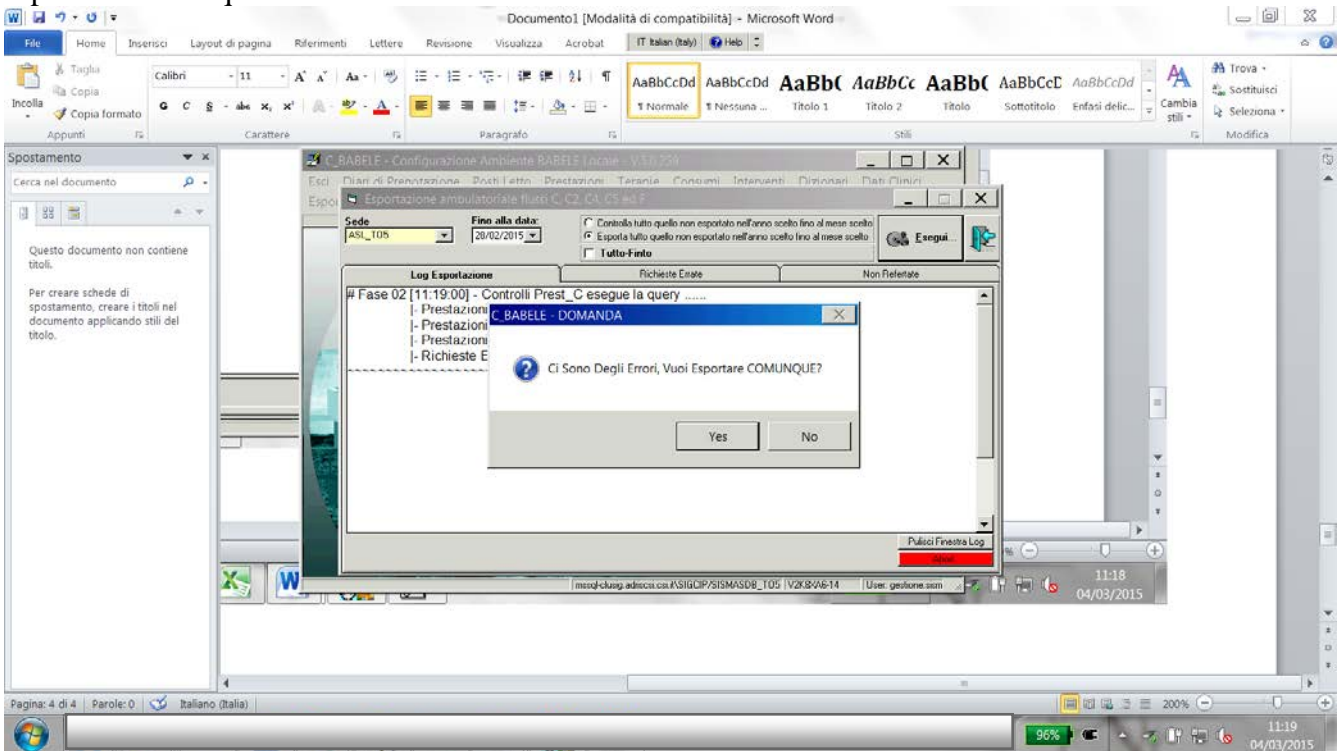 Documento1 [Modalità di compatibilità] - Microsoft Word
File Home Inserisci Layout di pagina Riferimenti Lettere Revisione Visualizza Acrobat IT Italian (Italy) Help
Incolla
Taglia
Copia
Copia formato
Appunti
Calibri 11
G C S abc x, x'
Carattere
Paragrafo
AaBbCcDd AaBbCcDd AaBb( AaBbCc AaBb( AaBbCcD AaBbCcDd
¶ Normale ¶ Nessuna ... Titolo 1 Titolo 2 Titolo Sottotitolo Enfasi delic...
Stili
Cambia stili
Trova
Sostituisci
Seleziona
Modifica
Spostamento
Cerca nel documento
Questo documento non contiene
titoli.
Per creare schede di
spostamento, creare i titoli nel
documento applicando stili del
titolo.
C_BABELE - Configurazione Ambiente BABELE Locale - V.5.0.259
Esci Diari di Prenotazione Posti Letto Prestazioni Terapie Consumi Interventi Dizionari Dati Clinici
Espor
Esportazione ambulatoriale flussi C, C2, C4, C5 ed F
Sede
ASL_TO5
Fino alla data:
28/02/2015
Controlla tutto quello non esportato nell'anno scelto fino al mese scelto
Esporta tutto quello non esportato nell'anno scelto fino al mese scelto
Tutto-Finto
Esegui...
Log Esportazione Richieste Errate Non Refertate
# Fase 02 [11:19:00] - Controlli Prest_C esegue la query ......
|- Prestazioni
|- Prestazioni
|- Prestazioni
|- Richieste E
C_BABELE - DOMANDA
Ci Sono Degli Errori, Vuoi Esportare COMUNQUE?
Yes No
Pulisci Finestra Log
V2K8-XA6-14 User: gestione.sism
11:18
04/03/2015
Pagina: 4 di 4 Parole: 0 Italiano (Italia) 200%
96%
11:19
04/03/2015